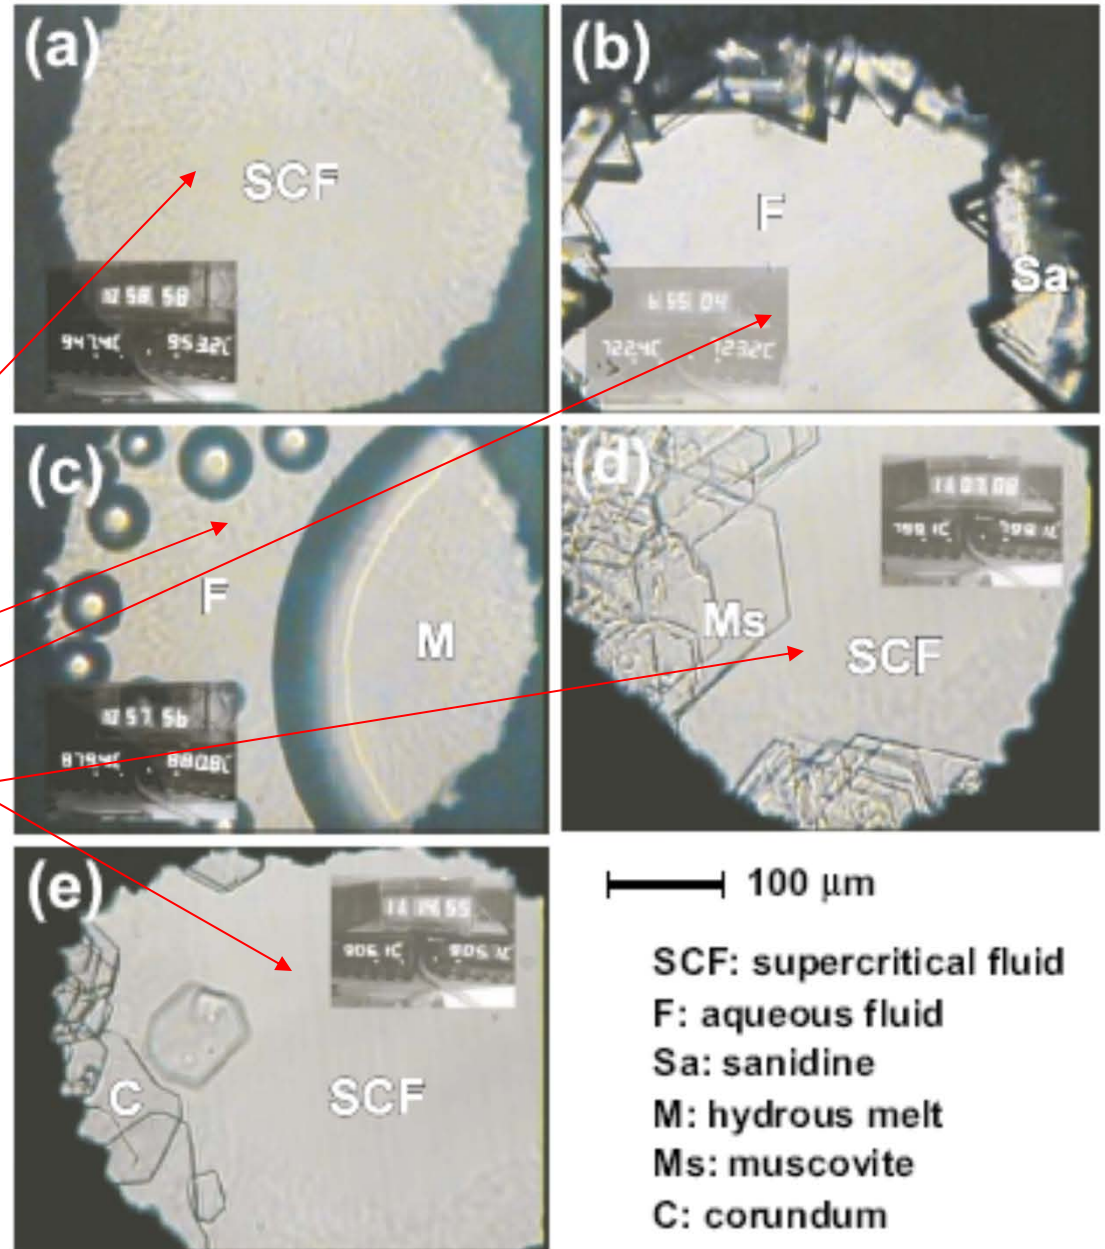 (a)
SCF
(b)
F
Sa
(c)
F
M
(d)
Ms
SCF
(e)
C
SCF
100 μm
SCF: supercritical fluid
F: aqueous fluid
Sa: sanidine
M: hydrous melt
Ms: muscovite
C: corundum